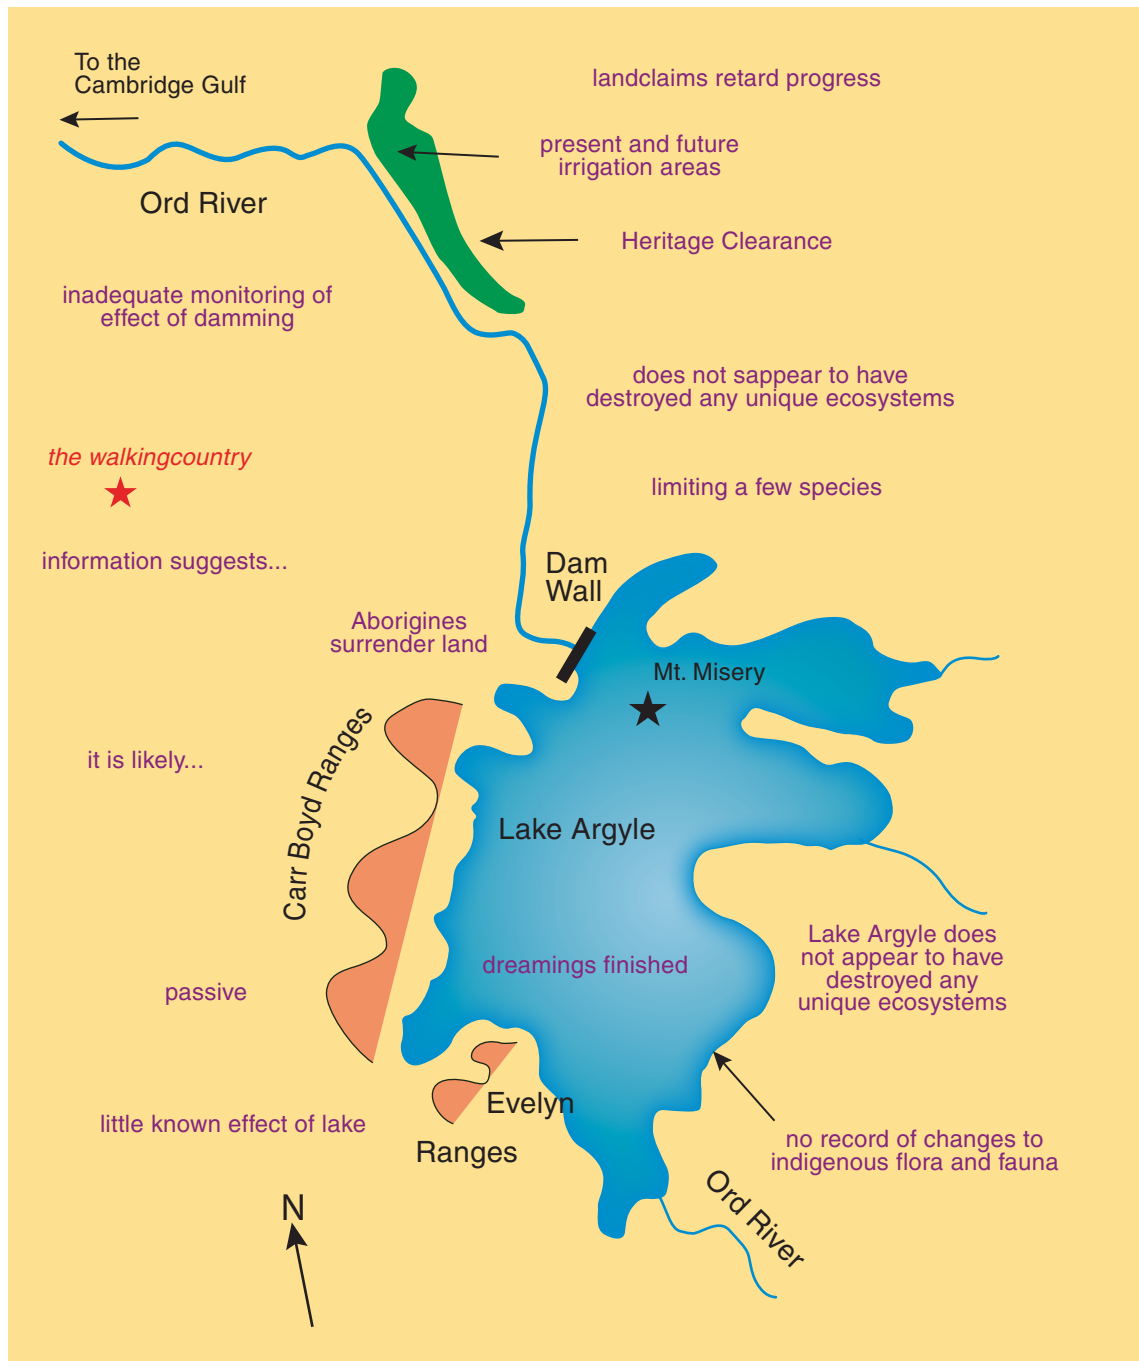 To the
Cambridge Gulf
landclaims retard progress
present and future
irrigation areas
Ord River
Heritage Clearance
inadequate monitoring of
effect of damming
does not sappear to have
destroyed any unique ecosystems
the walkingcountry
limiting a few species
information suggests...
Dam
Wall
Aborigines
surrender land
Mt. Misery
Carr Boyd Ranges
it is likely...
Lake Argyle
Lake Argyle does
not appear to have
destroyed any
unique ecosystems
dreamings finished
passive
Evelyn
Ranges
little known effect of lake
no record of changes to
indigenous flora and fauna
Ord River
N